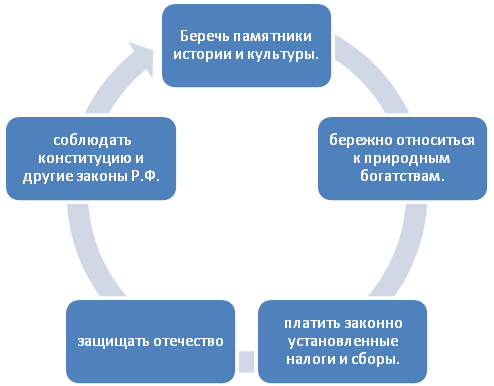 Беречь памятники
истории и культуры.
бережно относиться
к природным
богатствам.
платить законно
установленные
налоги и сборы.
защищать отечество
соблюдать
конституцию и
другие законы Р.Ф.